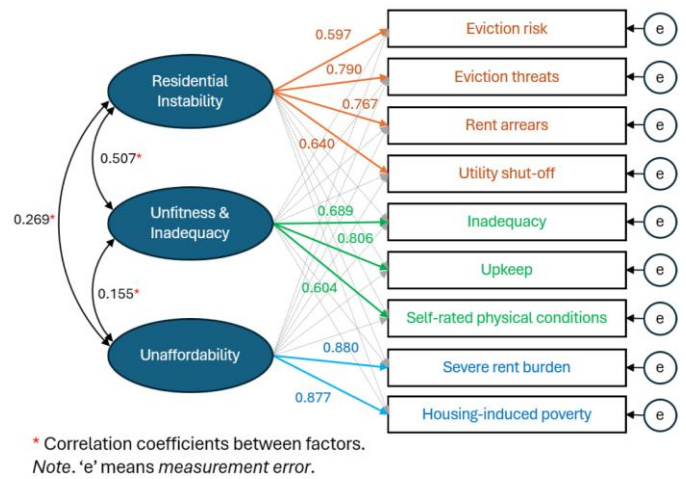 0.597
Eviction risk
e
Residential
Instability
0.790
Eviction threats
e
0.767
Rent arrears
e
0.640
Utility shut-off
e
0.507*
0.269*
Unfitness &
Inadequacy
0.689
Inadequacy
e
0.806
Upkeep
e
0.604
Self-rated physical conditions
e
0.155*
Unaffordability
0.880
Severe rent burden
e
0.877
Housing-induced poverty
e
* Correlation coefficients between factors.
Note. ‘e’ means measurement error.